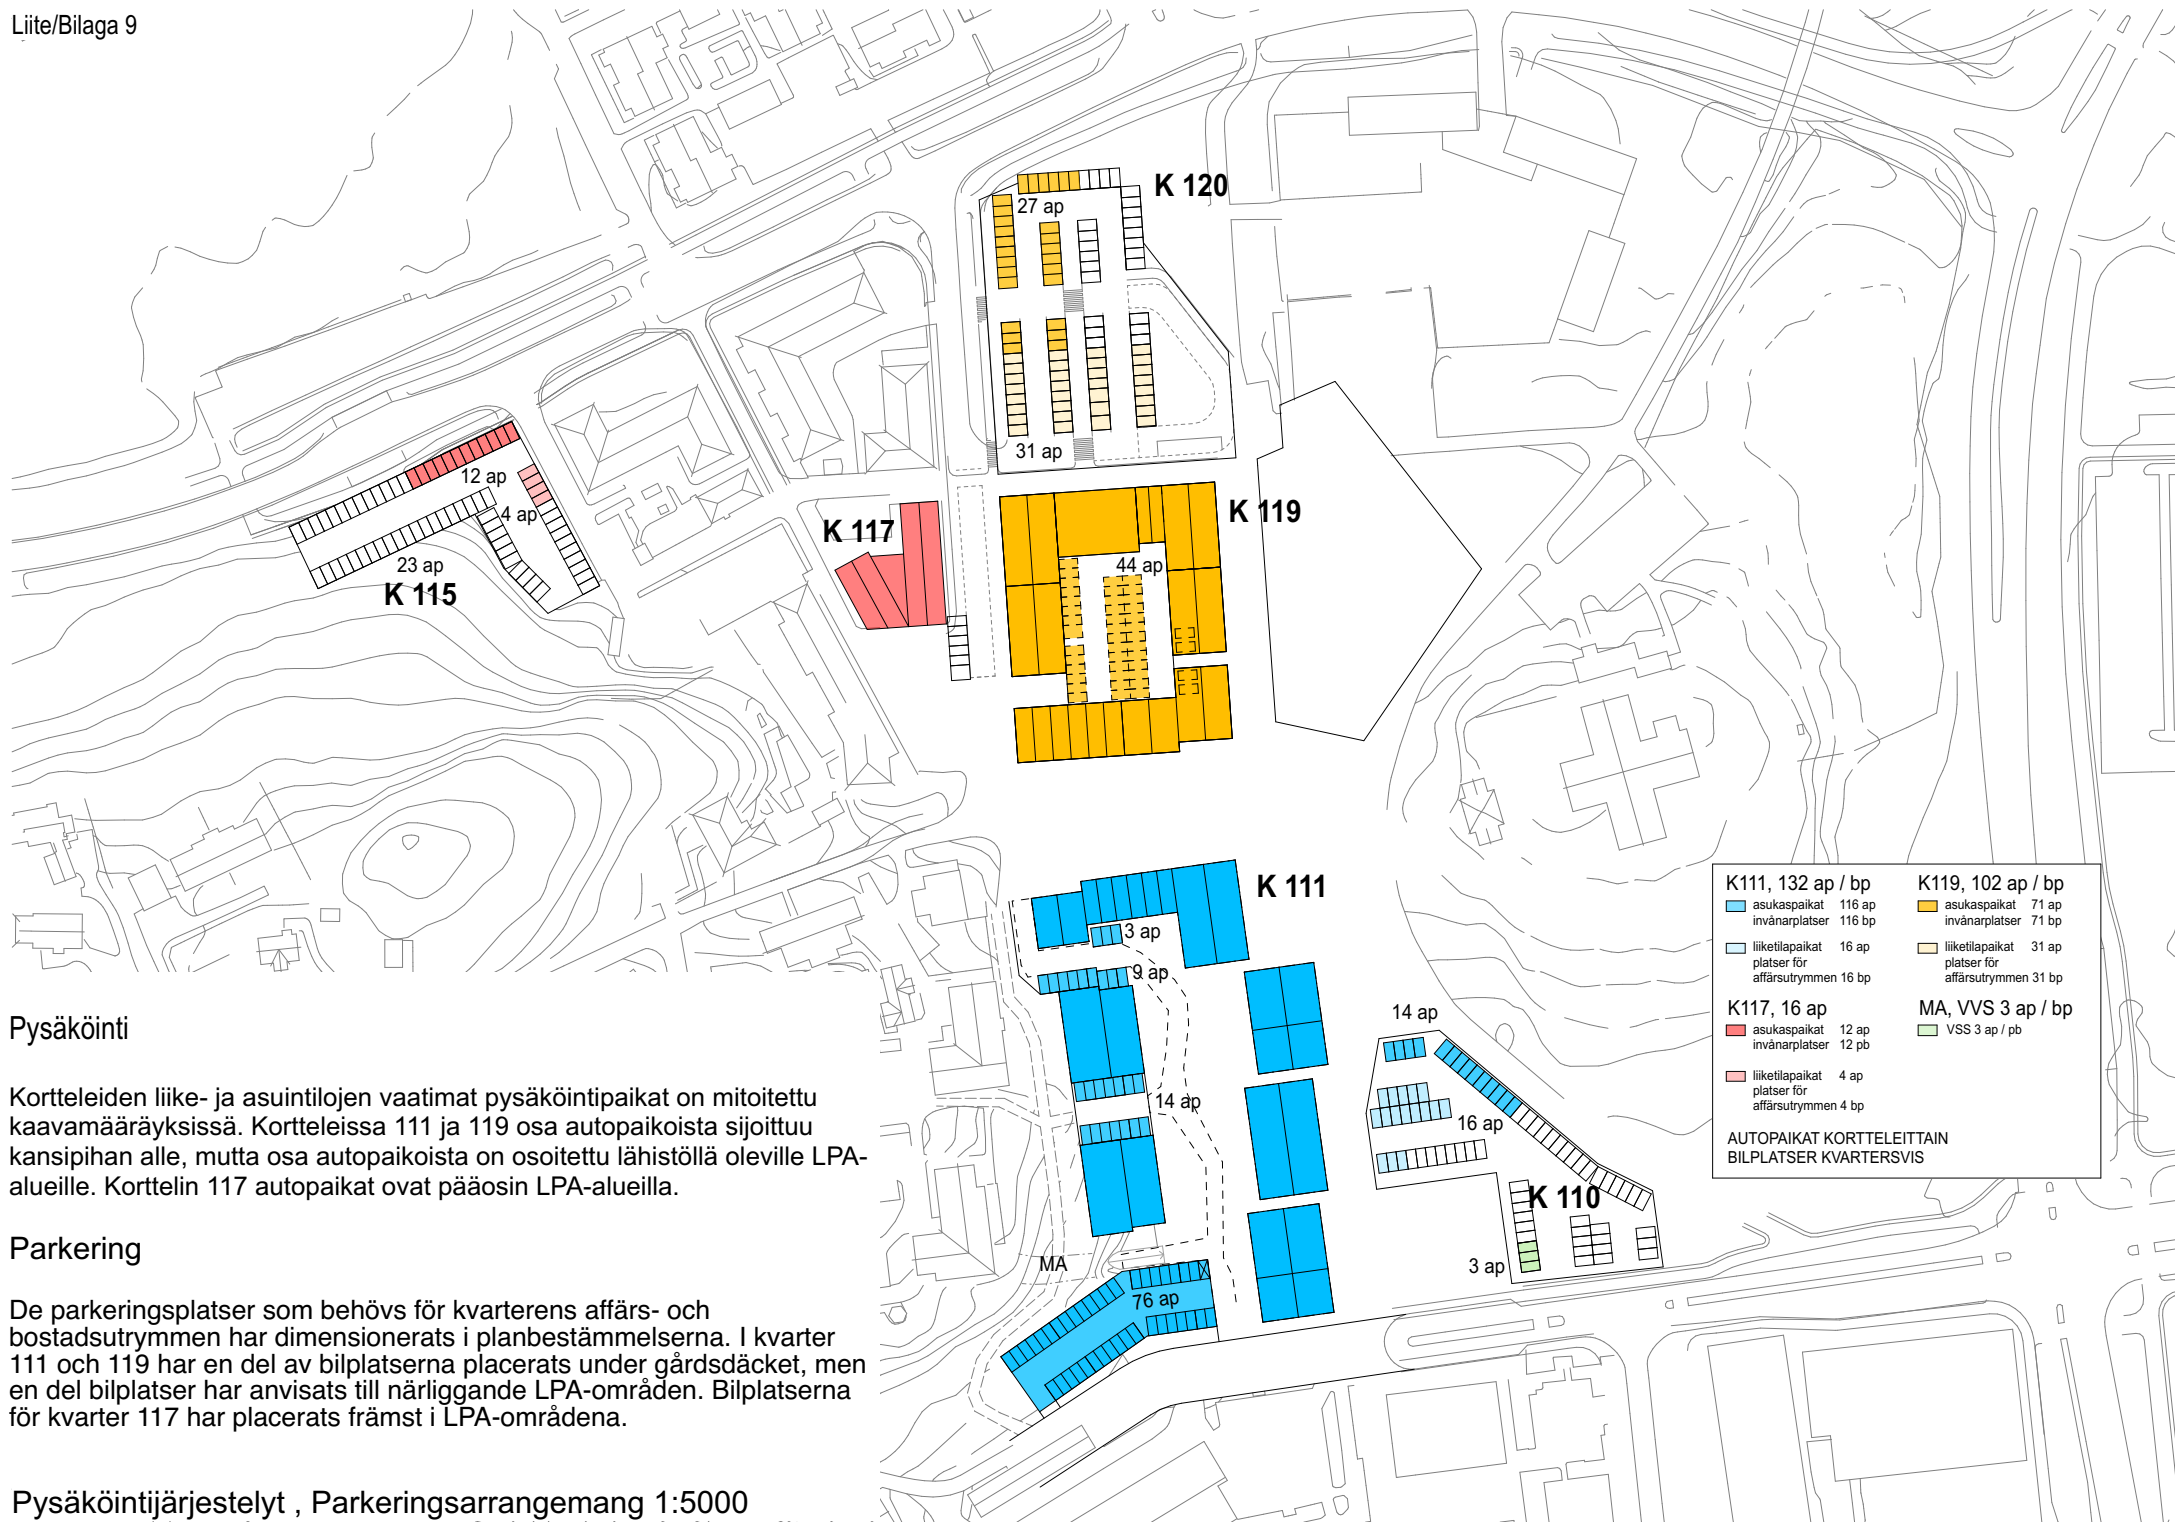 Liite/Bilaga 9
K 120
27 ap
31 ap
12 ap
4 ap
23 ap
K 115
K 117
K 119
44 ap
K 111
3 ap
9 ap
14 ap
14 ap
16 ap
K 110
3 ap
MA
76 ap
K111, 132 ap / bp
asukaspaikat 116 ap
invånarplatser 116 bp
liiketilapaikat 16 ap
platser för
affärsutrymmen 16 bp
K117, 16 ap
asukaspaikat 12 ap
invånarplatser 12 pb
liiketilapaikat 4 ap
platser för
affärsutrymmen 4 bp
K119, 102 ap / bp
asukaspaikat 71 ap
invånarplatser 71 bp
liiketilapaikat 31 ap
platser för
affärsutrymmen 31 bp
MA, VVS 3 ap / bp
VSS 3 ap / pb
AUTOPAIKAT KORTTELEITTAIN
BILPLATSER KVARTERSVIS
Pysäköinti
Kortteleiden liike- ja asuintilojen vaatimat pysäköintipaikat on mitoitettu
kaavamääräyksissä. Kortteleissa 111 ja 119 osa autopaikoista sijoittuu
kansipihan alle, mutta osa autopaikoista on osoitettu lähistöllä oleville LPA-
alueille. Korttelin 117 autopaikat ovat pääosin LPA-alueilla.
Parkering
De parkeringsplatser som behövs för kvarterens affärs- och
bostadsutrymmen har dimensionerats i planbestämmelserna. I kvarter
111 och 119 har en del av bilplatserna placerats under gårdsdäcket, men
en del bilplatser har anvisats till närliggande LPA-områden. Bilplatserna
för kvarter 117 har placerats främst i LPA-områdena.
Pysäköintijärjestelyt , Parkeringsarrangemang 1:5000